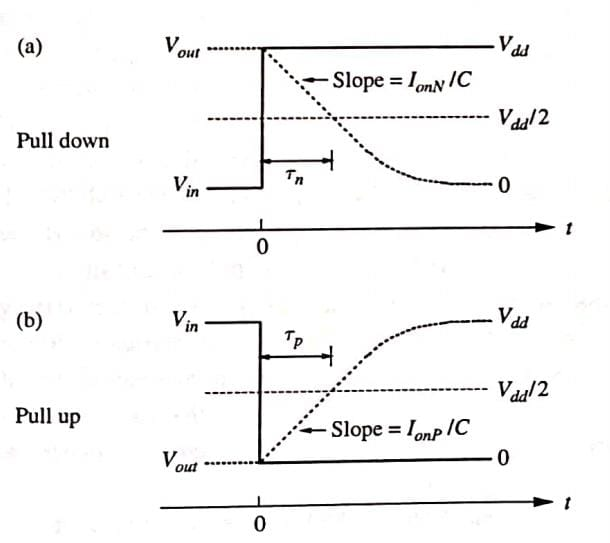 (a)
V_out V_dd
Slope = I_onN/C
V_dd/2
Pull down
τ_n
V_in 0
t
0
(b)
V_in V_dd
τ_p
V_dd/2
Pull up
Slope = I_onP/C
V_out 0
t
0